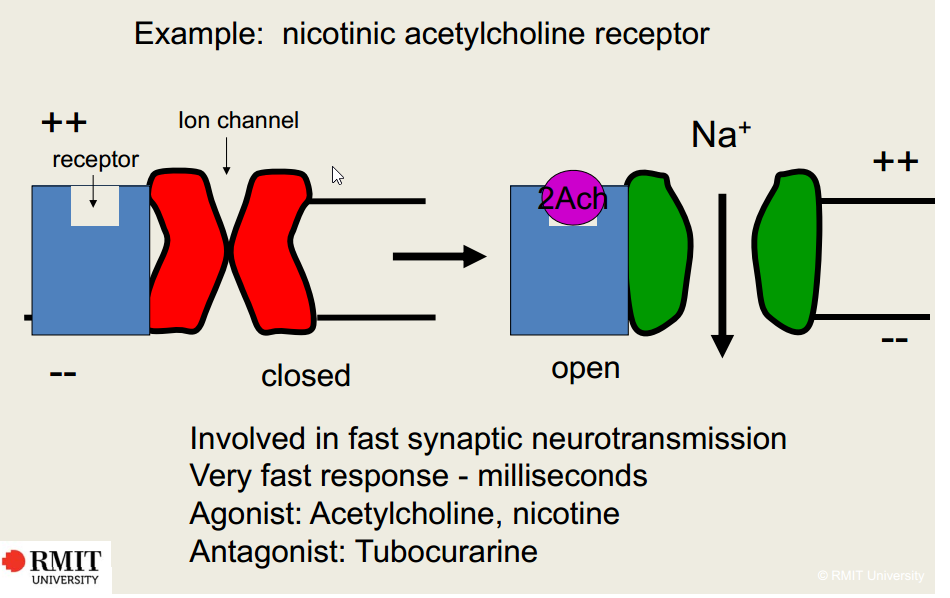 Example: nicotinic acetylcholine receptor
++
Ion channel
receptor
Na⁺
++
2Ach
--
closed
open
--
Involved in fast synaptic neurotransmission
Very fast response - milliseconds
Agonist: Acetylcholine, nicotine
Antagonist: Tubocurarine
RMIT
UNIVERSITY
© RMIT University